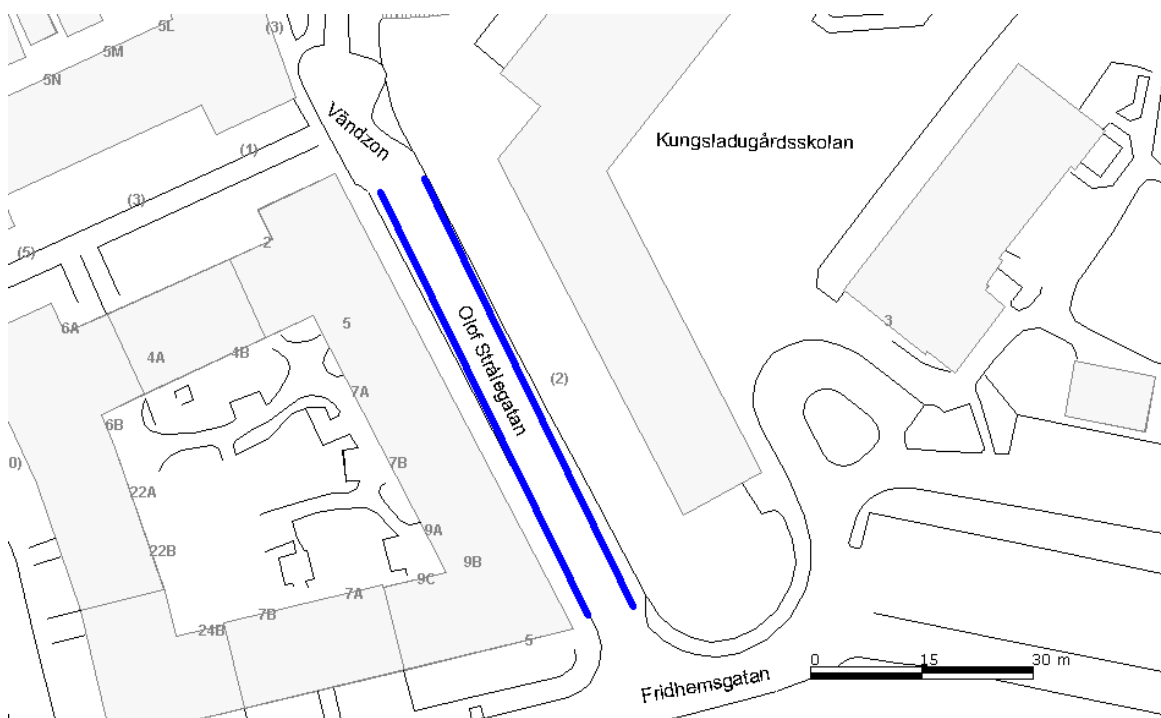 5L
(3)
5M
5N
Vändzon
Kungsladugårdsskolan
(1)
(3)
2
(5)
6A
5
3
4A
4B
Olof Strålegatan
(2)
7A
6B
0)
7B
22A
9A
22B
9B
9C
7A
7B
24B
5
0 15 30 m
Fridhemsgatan